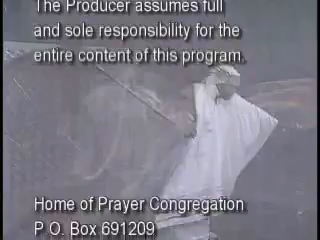 The Producer assumes full
and sole responsibility for the
entire content of this program.
Home of Prayer Congregation
P O. Box 691209